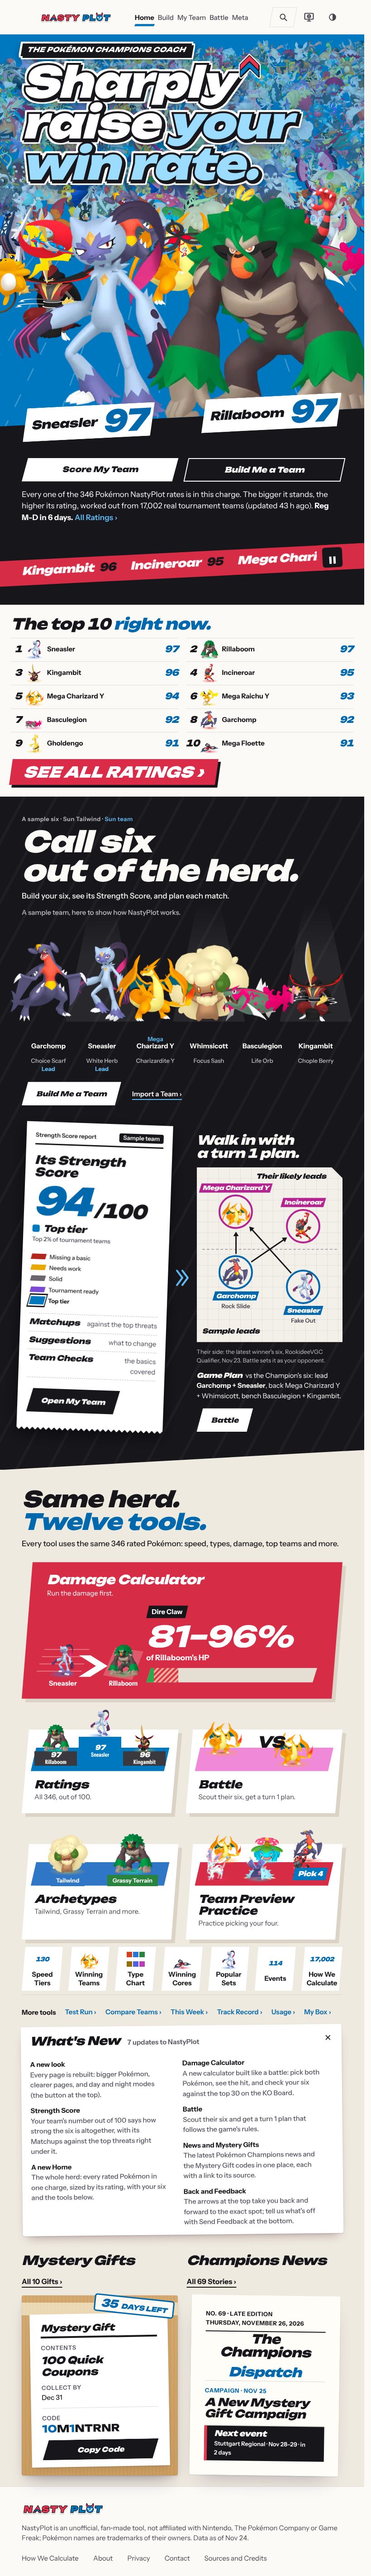 NASTY PLOT
Home Build My Team Battle Meta
THE POKÉMON CHAMPIONS COACH
Sharply
raise your
win rate.
Sneasler 97
Rillaboom 97
Score My Team
Build Me a Team
Every one of the 346 Pokémon NastyPlot rates is in this charge. The bigger it stands, the
higher its rating, worked out from 17,002 real tournament teams (updated 43 h ago). Reg
M-D in 6 days. All Ratings ›
Kingambit 96 Incineroar 95 Mega Chari
The top 10 right now.
1 Sneasler 97
2 Rillaboom 97
3 Kingambit 96
4 Incineroar 95
5 Mega Charizard Y 94
6 Mega Raichu Y 93
7 Basculegion 92
8 Garchomp 92
9 Gholdengo 91
10 Mega Floette 91
SEE ALL RATINGS ›
A sample six · Sun Tailwind · Sun team
Call six
out of the herd.
Build your six, see its Strength Score, and plan each match.
A sample team, here to show how NastyPlot works.
Garchomp
Choice Scarf
Lead
Sneasler
White Herb
Lead
Mega
Charizard Y
Charizardite Y
Whimsicott
Focus Sash
Basculegion
Life Orb
Kingambit
Chople Berry
Build Me a Team
Import a Team ›
Strength Score report
Sample team
Its Strength
Score
94/100
Top tier
Top 2% of tournament teams
Missing a basic
Needs work
Solid
Tournament ready
Top tier
Matchups against the top threats
Suggestions what to change
Team Checks the basics
covered
Open My Team
Walk in with
a turn 1 plan.
Their likely leads
Mega Charizard Y
Incineroar
Garchomp
Rock Slide
Sneasler
Fake Out
Sample leads
Their side: the latest winner's six, RookideeVGC
Qualifier, Nov 23. Battle sets it as your opponent.
Game Plan vs the Champion's six: lead
Garchomp + Sneasler, back Mega Charizard Y
+ Whimsicott, bench Basculegion + Kingambit.
Battle
Same herd.
Twelve tools.
Every tool uses the same 346 rated Pokémon: speed, types, damage, top teams and more.
Damage Calculator
Run the damage first.
Dire Claw
81–96%
of Rillaboom's HP
Sneasler
Rillaboom
97
Rillaboom
97
Sneasler
96
Kingambit
Ratings
All 346, out of 100.
VS
Battle
Scout their six, get a turn 1 plan.
Tailwind
Grassy Terrain
Archetypes
Tailwind, Grassy Terrain and more.
Pick 4
Team Preview
Practice
Practice picking your four.
130
Speed
Tiers
Winning
Teams
Type
Chart
Winning
Cores
Popular
Sets
114
Events
17,002
How We
Calculate
More tools Test Run › Compare Teams › This Week › Track Record › Usage › My Box ›
What's New 7 updates to NastyPlot
A new look
Every page is rebuilt: bigger Pokémon,
clearer pages, and day and night modes
(the button at the top).
Strength Score
Your team's number out of 100 says how
strong the six is altogether, with its
Matchups against the top threats right
under it.
A new Home
The whole herd: every rated Pokémon in
one charge, sized by its rating, with your six
and the tools below.
Damage Calculator
A new calculator built like a battle: pick both
Pokémon, see the hit, and check your six
against the top 30 on the KO Board.
Battle
Scout their six and get a turn 1 plan that
follows the game's rules.
News and Mystery Gifts
The latest Pokémon Champions news and
the Mystery Gift codes in one place, each
with a link to its source.
Back and Feedback
The arrows at the top take you back and
forward to the exact spot; tell us what's off
with Send Feedback at the bottom.
Mystery Gifts
All 10 Gifts ›
35 DAYS LEFT
Mystery Gift
CONTENTS
100 Quick
Coupons
COLLECT BY
Dec 31
CODE
10M1NTRNR
Copy Code
Champions News
All 69 Stories ›
NO. 69 · LATE EDITION
THURSDAY, NOVEMBER 26, 2026
The
Champions
Dispatch
CAMPAIGN · NOV 25
A New Mystery
Gift Campaign
Next event
Stuttgart Regional · Nov 28–29 · in
2 days
NASTY PLOT
NastyPlot is an unofficial, fan-made tool, not affiliated with Nintendo, The Pokémon Company or Game
Freak; Pokémon names are trademarks of their owners. Data as of Nov 24.
How We Calculate About Privacy Contact Sources and Credits